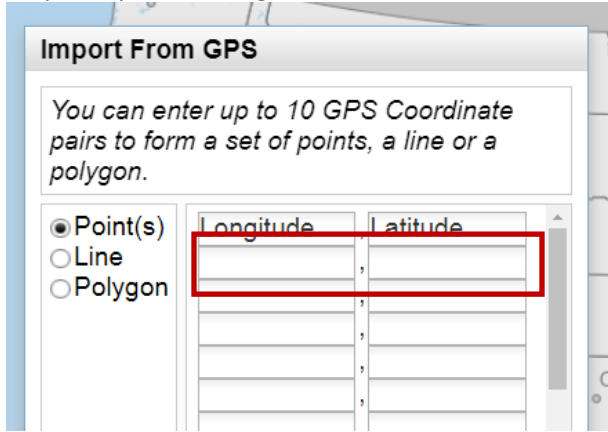 Import From GPS
You can enter up to 10 GPS Coordinate
pairs to form a set of points, a line or a
polygon.
Point(s)
Line
Polygon
Longitude , Latitude
,
,
,
,
,